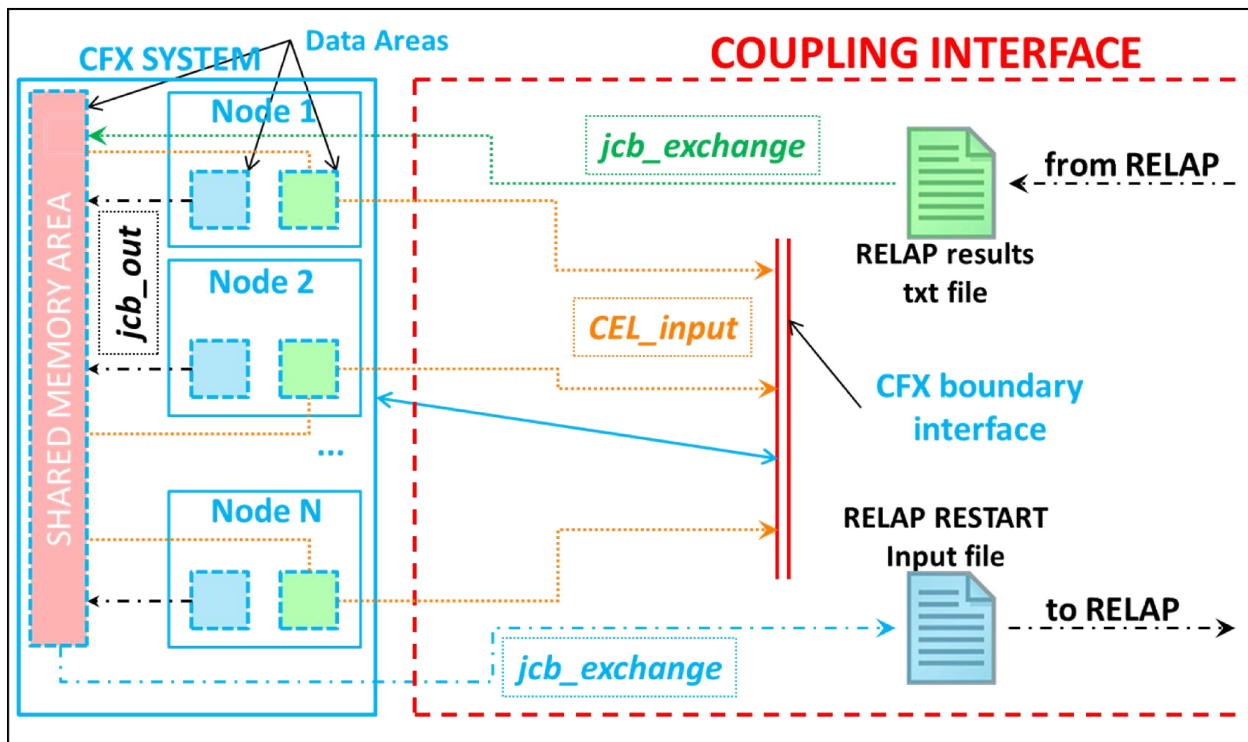 Data Areas
CFX SYSTEM
COUPLING INTERFACE
Node 1
jcb_exchange
from RELAP
RELAP results
txt file
SHARED MEMORY AREA
jcb_out
Node 2
CEL_input
CFX boundary
interface
...
Node N
RELAP RESTART
Input file
to RELAP
jcb_exchange